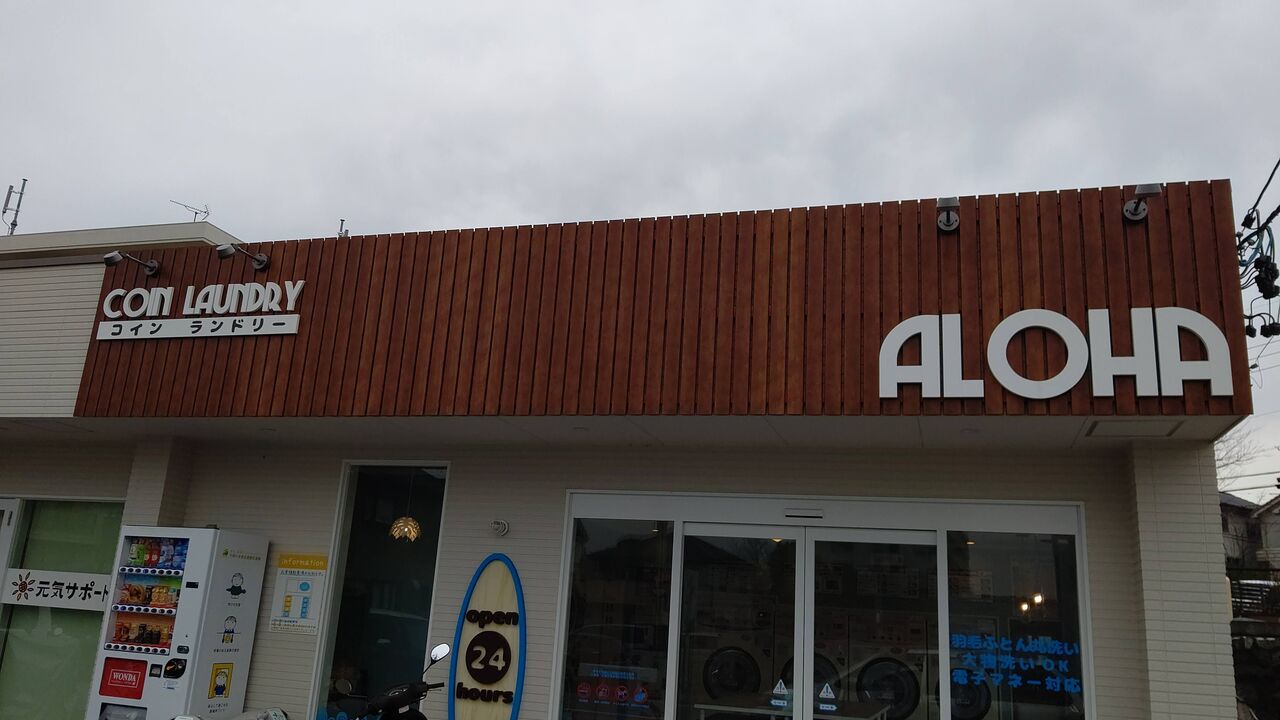 COIN LAUNDRY
コイン ランドリー
ALOHA
元気サポート
WONDA
information
open
24
hours
羽毛ふとん丸洗い
大物洗いOK
電子マネー対応